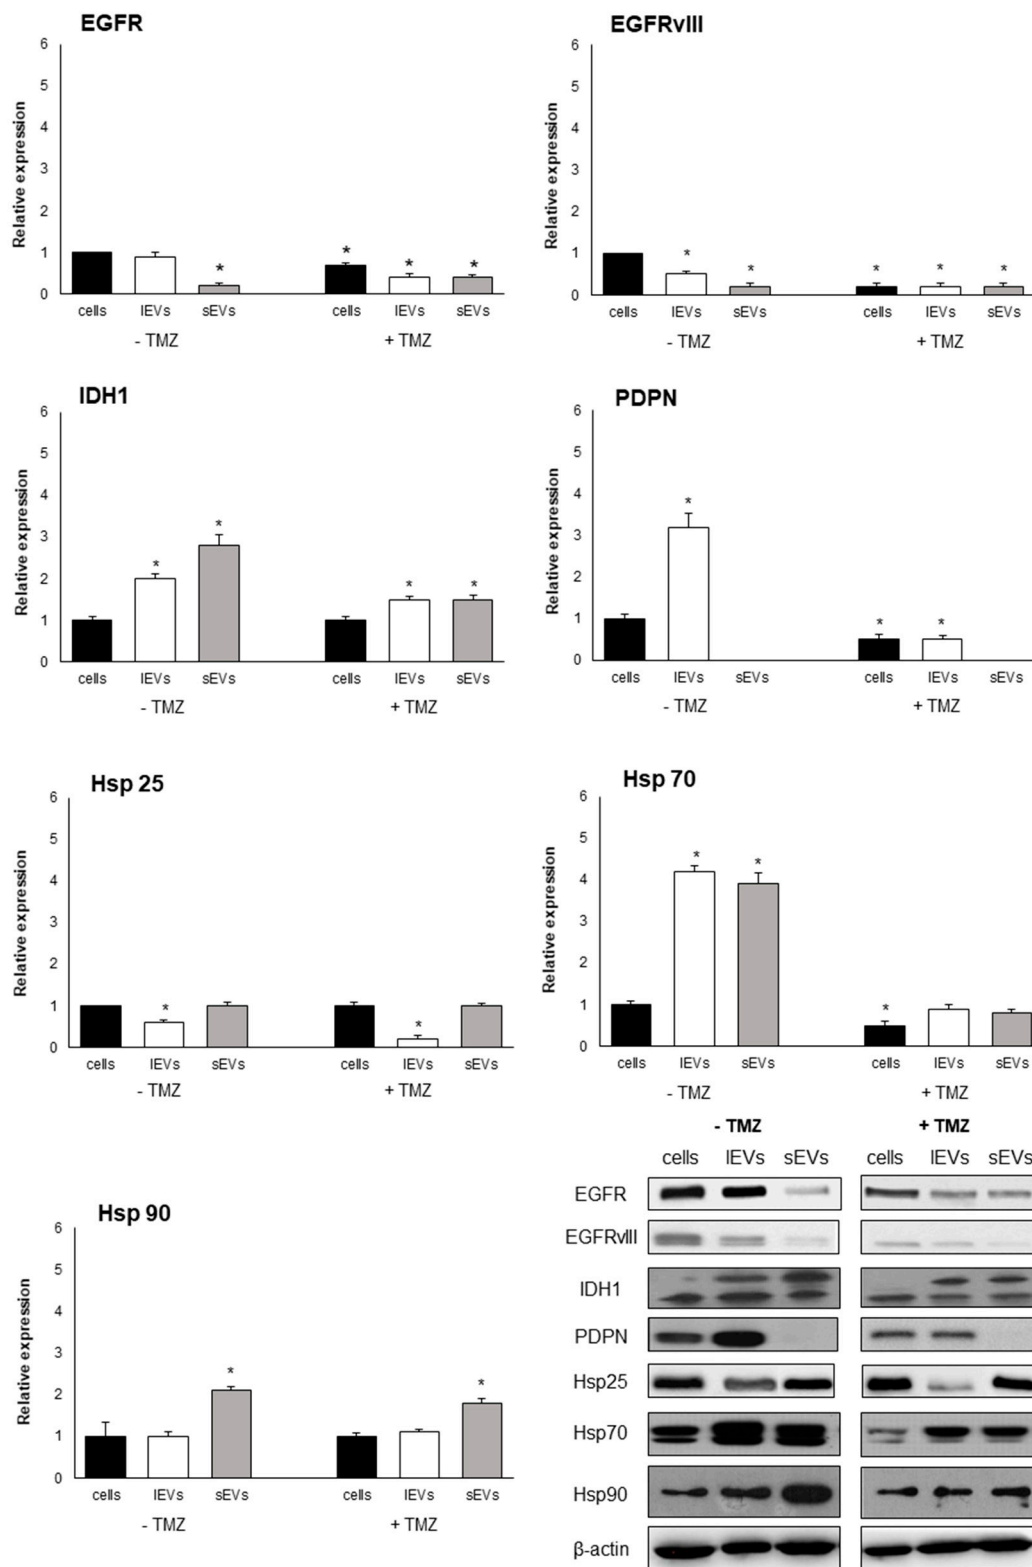 EGFR
6
5
4
3
2
1
0
Relative expression
*
*
*
*
cells lEVs sEVs cells lEVs sEVs
- TMZ + TMZ
EGFRvIII
6
5
4
3
2
1
0
Relative expression
*
*
*
*
*
cells lEVs sEVs cells lEVs sEVs
- TMZ + TMZ
IDH1
6
5
4
3
2
1
0
Relative expression
*
*
*
*
cells lEVs sEVs cells lEVs sEVs
- TMZ + TMZ
PDPN
6
5
4
3
2
1
0
Relative expression
*
*
*
cells lEVs sEVs cells lEVs sEVs
- TMZ + TMZ
Hsp 25
6
5
4
3
2
1
0
Relative expression
*
*
cells lEVs sEVs cells lEVs sEVs
- TMZ + TMZ
Hsp 70
6
5
4
3
2
1
0
Relative expression
*
*
*
cells lEVs sEVs cells lEVs sEVs
- TMZ + TMZ
Hsp 90
6
5
4
3
2
1
0
Relative expression
*
*
cells lEVs sEVs cells lEVs sEVs
- TMZ + TMZ
- TMZ + TMZ
cells lEVs sEVs cells lEVs sEVs
EGFR
EGFRvIII
IDH1
PDPN
Hsp25
Hsp70
Hsp90
β-actin